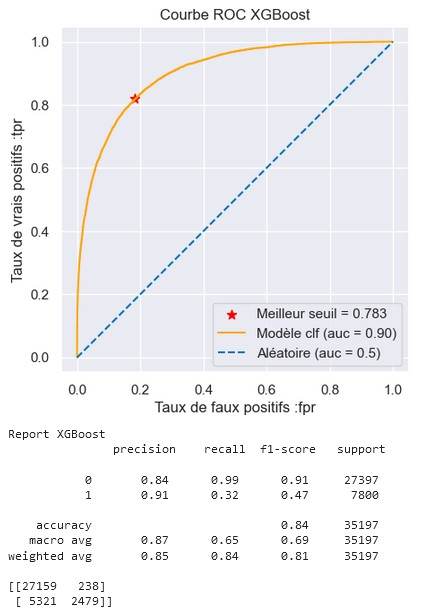 Courbe ROC XGBoost
Taux de vrais positifs :tpr
1.0
0.8
0.6
0.4
0.2
0.0
Meilleur seuil = 0.783
Modèle clf (auc = 0.90)
Aléatoire (auc = 0.5)
0.0 0.2 0.4 0.6 0.8 1.0
Taux de faux positifs :fpr
Report XGBoost
precision recall f1-score support
0 0.84 0.99 0.91 27397
1 0.91 0.32 0.47 7800
accuracy 0.84 35197
macro avg 0.87 0.65 0.69 35197
weighted avg 0.85 0.84 0.81 35197
[[27159 238]
[ 5321 2479]]